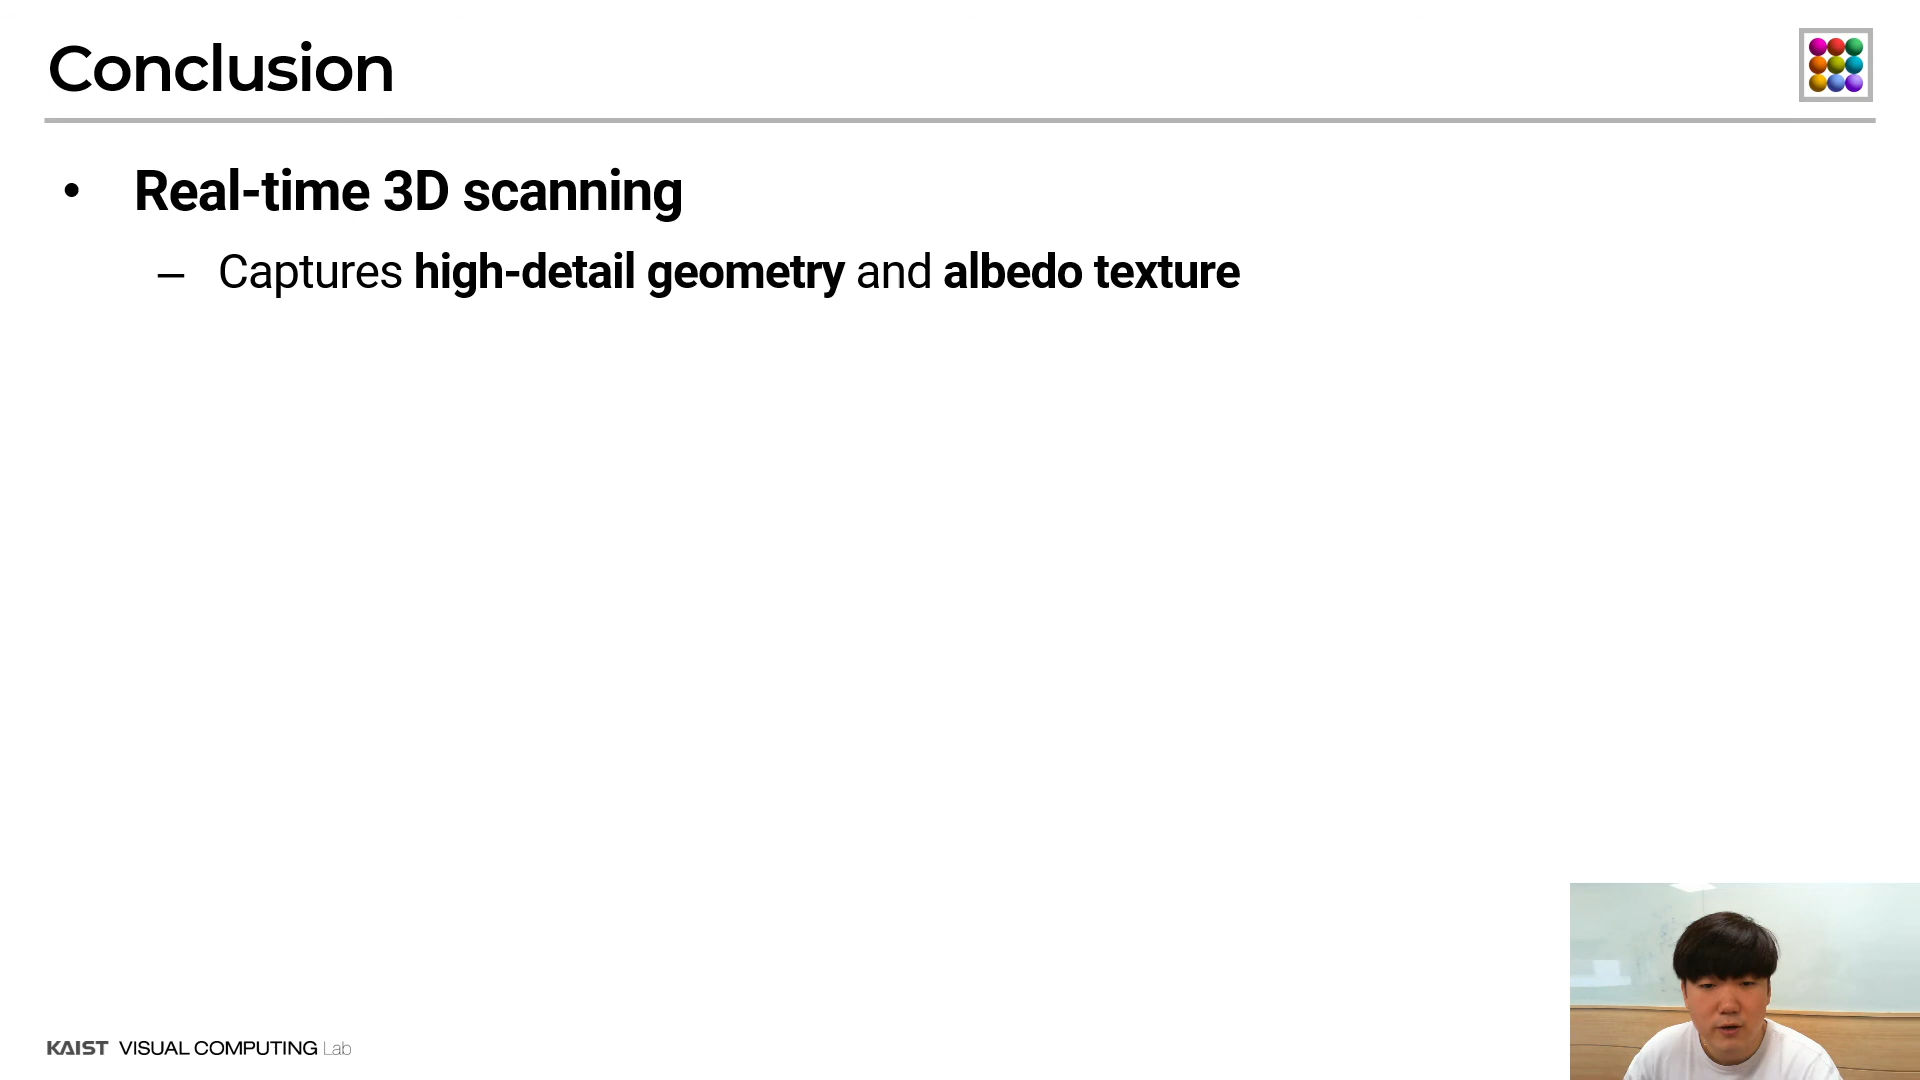 Conclusion
• Real-time 3D scanning
– Captures high-detail geometry and albedo texture
KAIST VISUAL COMPUTING Lab